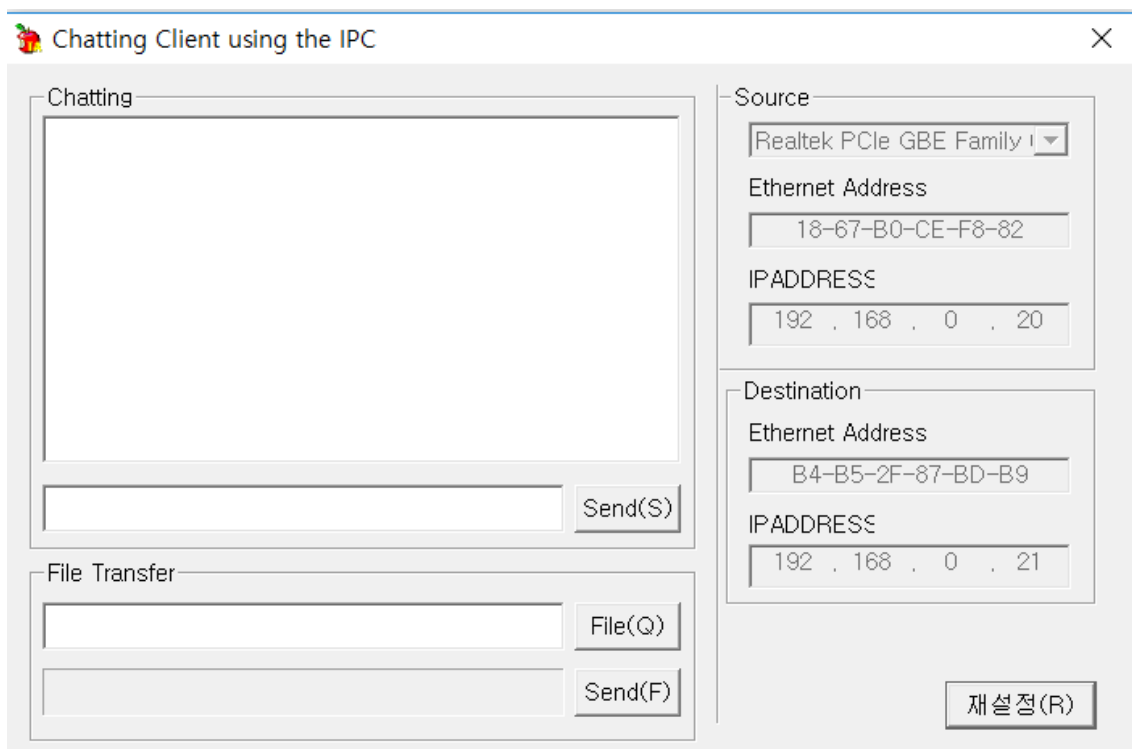 Chatting Client using the IPC
Chatting
Send(S)
File Transfer
File(Q)
Send(F)
Source
Realtek PCIe GBE Family
Ethernet Address
18-67-B0-CE-F8-82
IPADDRESS
192 . 168 . 0 . 20
Destination
Ethernet Address
B4-B5-2F-87-BD-B9
IPADDRESS
192 . 168 . 0 . 21
재설정(R)